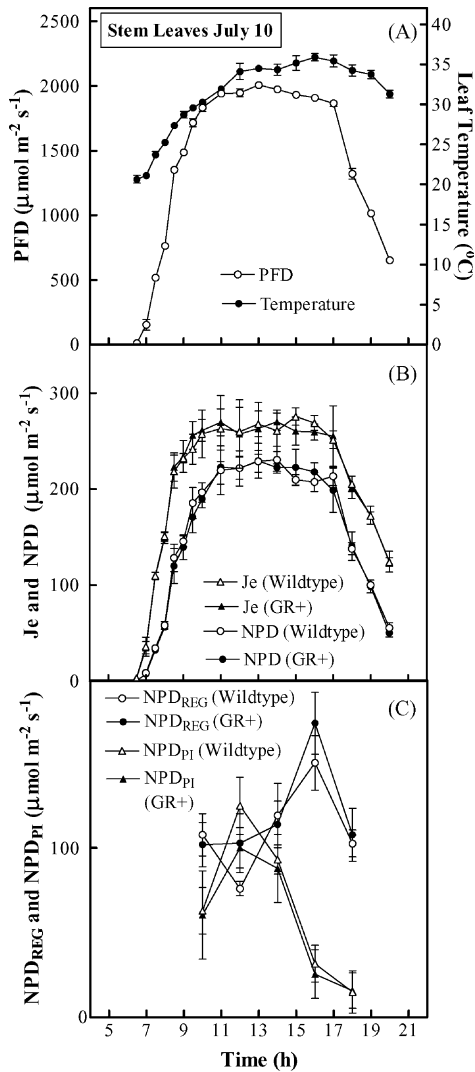 Stem Leaves July 10
(A)
2500
2000
1500
1000
500
0
PFD (μmol m⁻² s⁻¹)
40
35
30
25
20
15
10
5
0
Leaf Temperature (⁰C)
PFD
Temperature
(B)
300
200
100
0
Je and NPD (μmol m⁻² s⁻¹)
Je (Wildtype)
Je (GR+)
NPD (Wildtype)
NPD (GR+)
(C)
NPD_REG (Wildtype)
NPD_REG (GR+)
NPD_PI (Wildtype)
NPD_PI
(GR+)
100
0
NPD_REG and NPD_PI (μmol m⁻² s⁻¹)
5 7 9 11 13 15 17 19 21
Time (h)